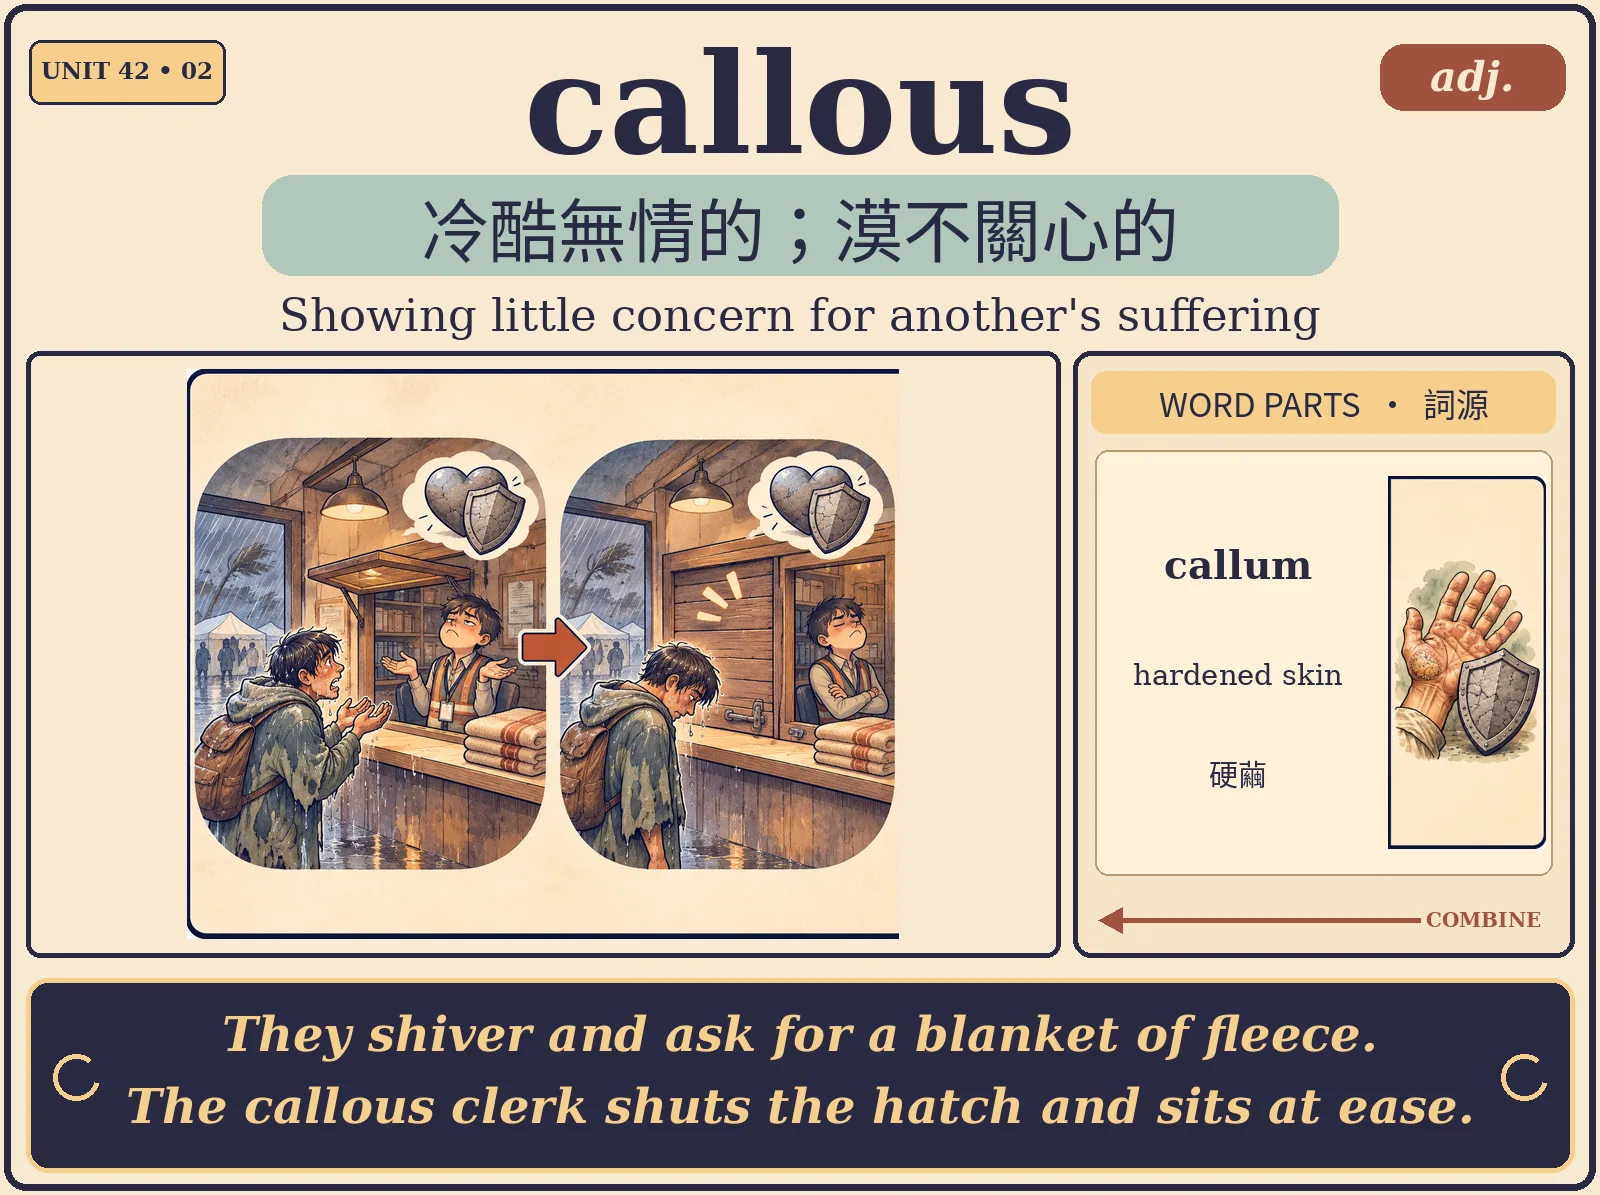 UNIT 42 • 02
callous
adj.
冷酷無情的；漠不關心的
Showing little concern for another's suffering
WORD PARTS • 詞源
callum
hardened skin
硬繭
COMBINE
They shiver and ask for a blanket of fleece.
The callous clerk shuts the hatch and sits at ease.